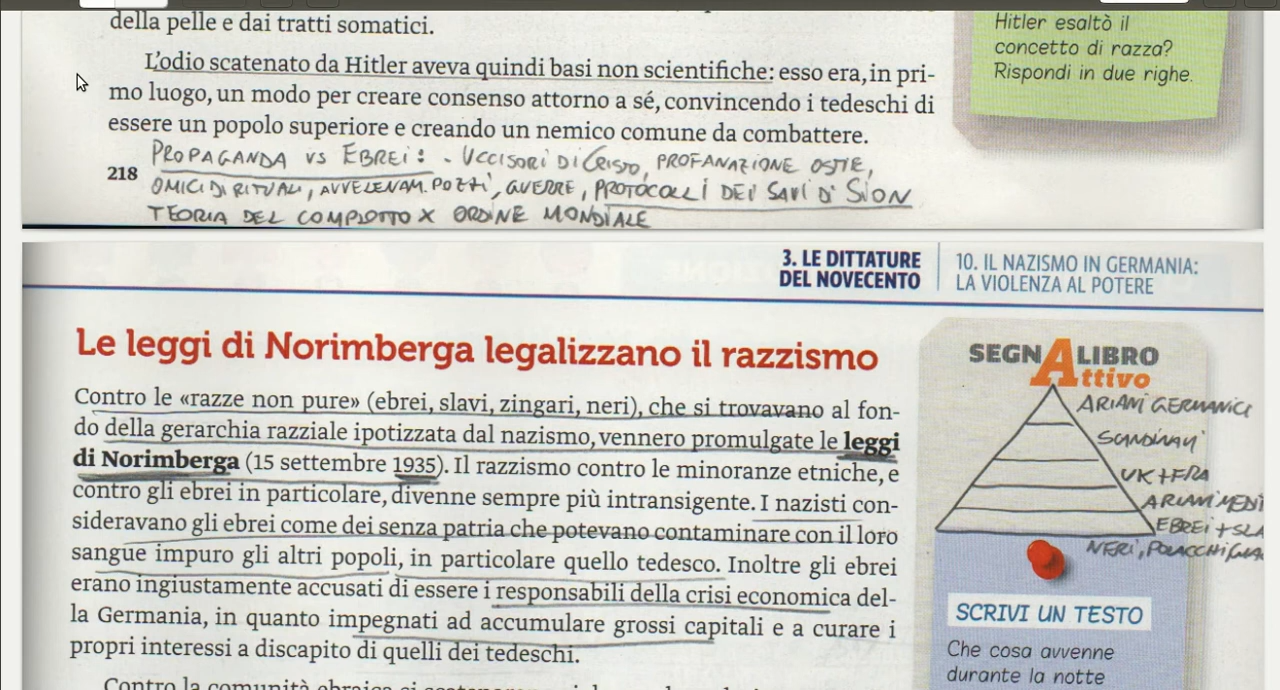 della pelle e dai tratti somatici.
L'odio scatenato da Hitler aveva quindi basi non scientifiche: esso era, in pri-
mo luogo, un modo per creare consenso attorno a sé, convincendo i tedeschi di
essere un popolo superiore e creando un nemico comune da combattere.
PROPAGANDA VS EBREI: - UCCISORI DI CRISTO, PROFANAZIONE OSTIE,
218
OMICIDI RITUALI, AVVELENAM. POZZI, GUERRE, PROTOCOLLI DEI SAVI DI SION
TEORIA DEL COMPLOTTO X ORDINE MONDIALE
Hitler esaltò il
concetto di razza?
Rispondi in due righe.
3. LE DITTATURE
DEL NOVECENTO
10. IL NAZISMO IN GERMANIA:
LA VIOLENZA AL POTERE
Le leggi di Norimberga legalizzano il razzismo
Contro le «razze non pure» (ebrei, slavi, zingari, neri), che si trovavano al fon-
do della gerarchia razziale ipotizzata dal nazismo, vennero promulgate le leggi
di Norimberga (15 settembre 1935). Il razzismo contro le minoranze etniche, e
contro gli ebrei in particolare, divenne sempre più intransigente. I nazisti con-
sideravano gli ebrei come dei senza patria che potevano contaminare con il loro
sangue impuro gli altri popoli, in particolare quello tedesco. Inoltre gli ebrei
erano ingiustamente accusati di essere i responsabili della crisi economica del-
la Germania, in quanto impegnati ad accumulare grossi capitali e a curare i
propri interessi a discapito di quelli dei tedeschi.
SEGNALIBRO
Attivo
ARIANI GERMANICI
SCANDINAVI
UK + FRA
ARIANI MEDI
EBREI + SLA
NERI, POLACCHI
SCRIVI UN TESTO
Che cosa avvenne
durante la notte